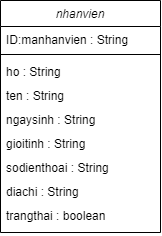 nhanvien
ID:manhanvien : String
ho : String
ten : String
ngaysinh : String
gioitinh : String
sodienthoai : String
diachi : String
trangthai : boolean